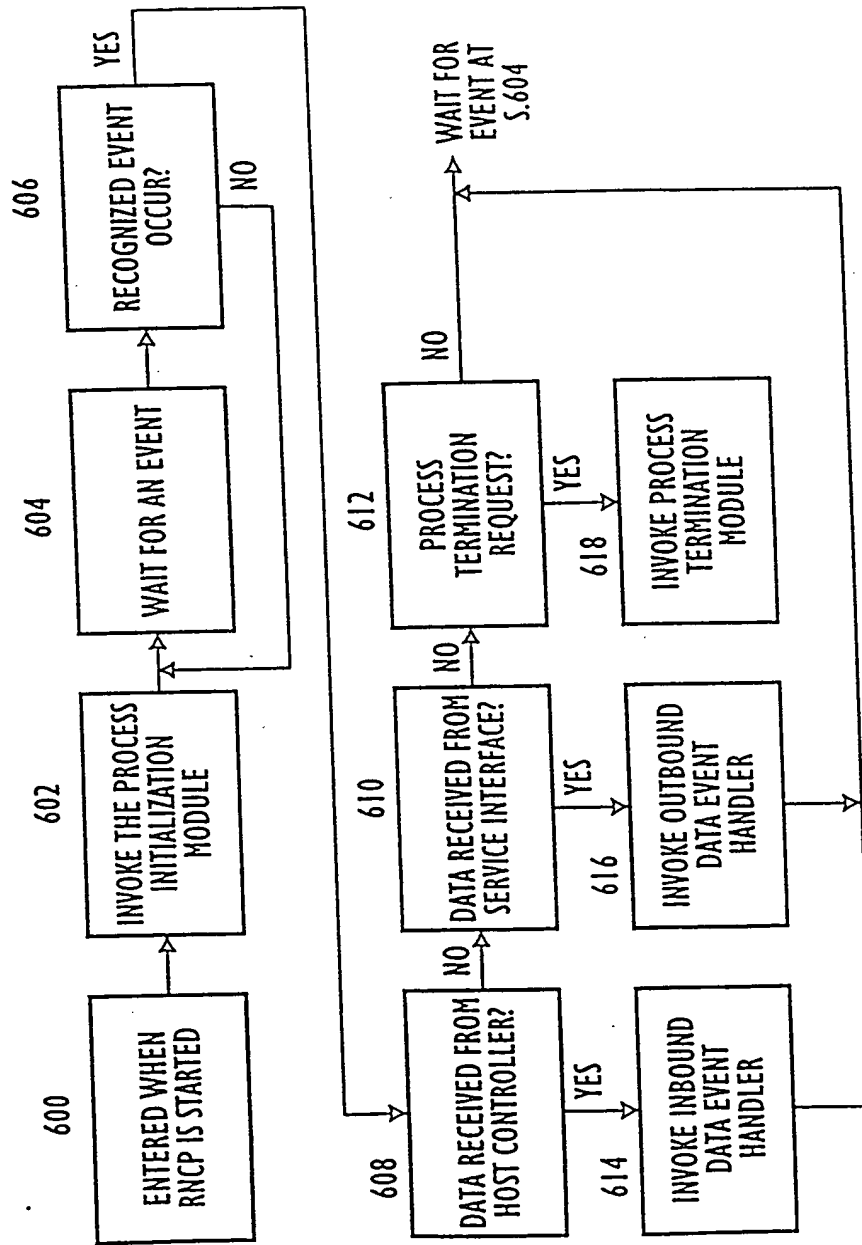 600
ENTERED WHEN
RNCP IS STARTED
602
INVOKE THE PROCESS
INITIALIZATION
MODULE
604
WAIT FOR AN EVENT
606
RECOGNIZED EVENT
OCCUR?
YES
NO
608
DATA RECEIVED FROM
HOST CONTROLLER?
NO
YES
610
DATA RECEIVED FROM
SERVICE INTERFACE?
NO
YES
612
PROCESS
TERMINATION
REQUEST?
NO
YES
WAIT FOR
EVENT AT
S.604
614
INVOKE INBOUND
DATA EVENT
HANDLER
616
INVOKE OUTBOUND
DATA EVENT
HANDLER
618
INVOKE PROCESS
TERMINATION
MODULE